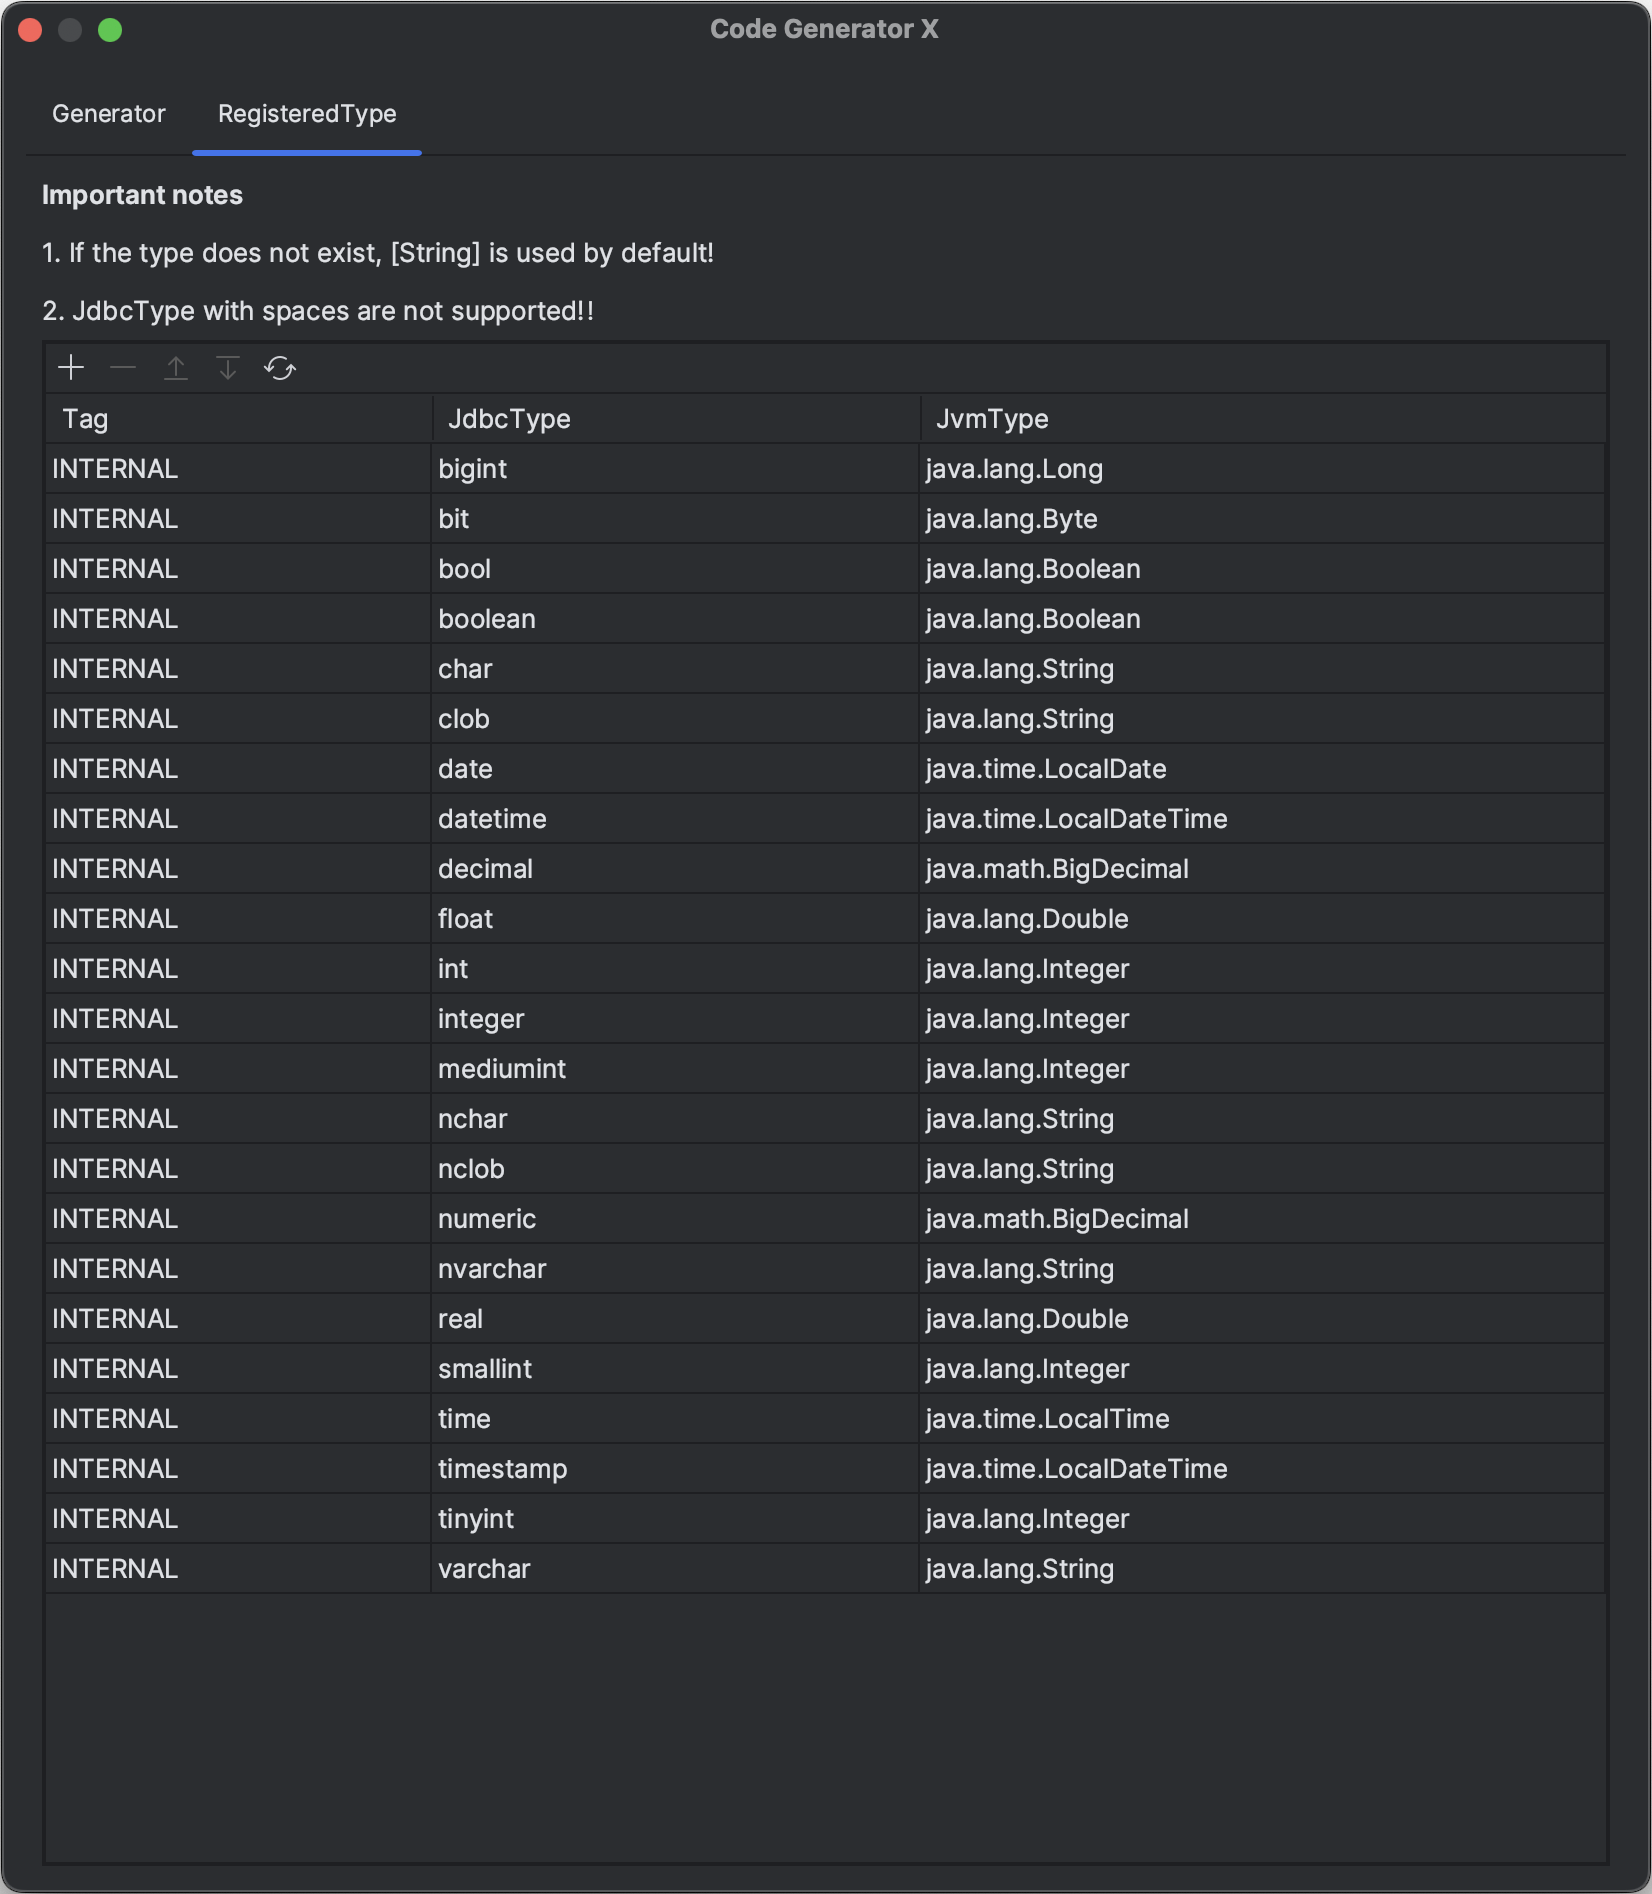 Code Generator X
Generator RegisteredType
Important notes
1. If the type does not exist, [String] is used by default!
2. JdbcType with spaces are not supported!!
Tag JdbcType JvmType
INTERNAL bigint java.lang.Long
INTERNAL bit java.lang.Byte
INTERNAL bool java.lang.Boolean
INTERNAL boolean java.lang.Boolean
INTERNAL char java.lang.String
INTERNAL clob java.lang.String
INTERNAL date java.time.LocalDate
INTERNAL datetime java.time.LocalDateTime
INTERNAL decimal java.math.BigDecimal
INTERNAL float java.lang.Double
INTERNAL int java.lang.Integer
INTERNAL integer java.lang.Integer
INTERNAL mediumint java.lang.Integer
INTERNAL nchar java.lang.String
INTERNAL nclob java.lang.String
INTERNAL numeric java.math.BigDecimal
INTERNAL nvarchar java.lang.String
INTERNAL real java.lang.Double
INTERNAL smallint java.lang.Integer
INTERNAL time java.time.LocalTime
INTERNAL timestamp java.time.LocalDateTime
INTERNAL tinyint java.lang.Integer
INTERNAL varchar java.lang.String